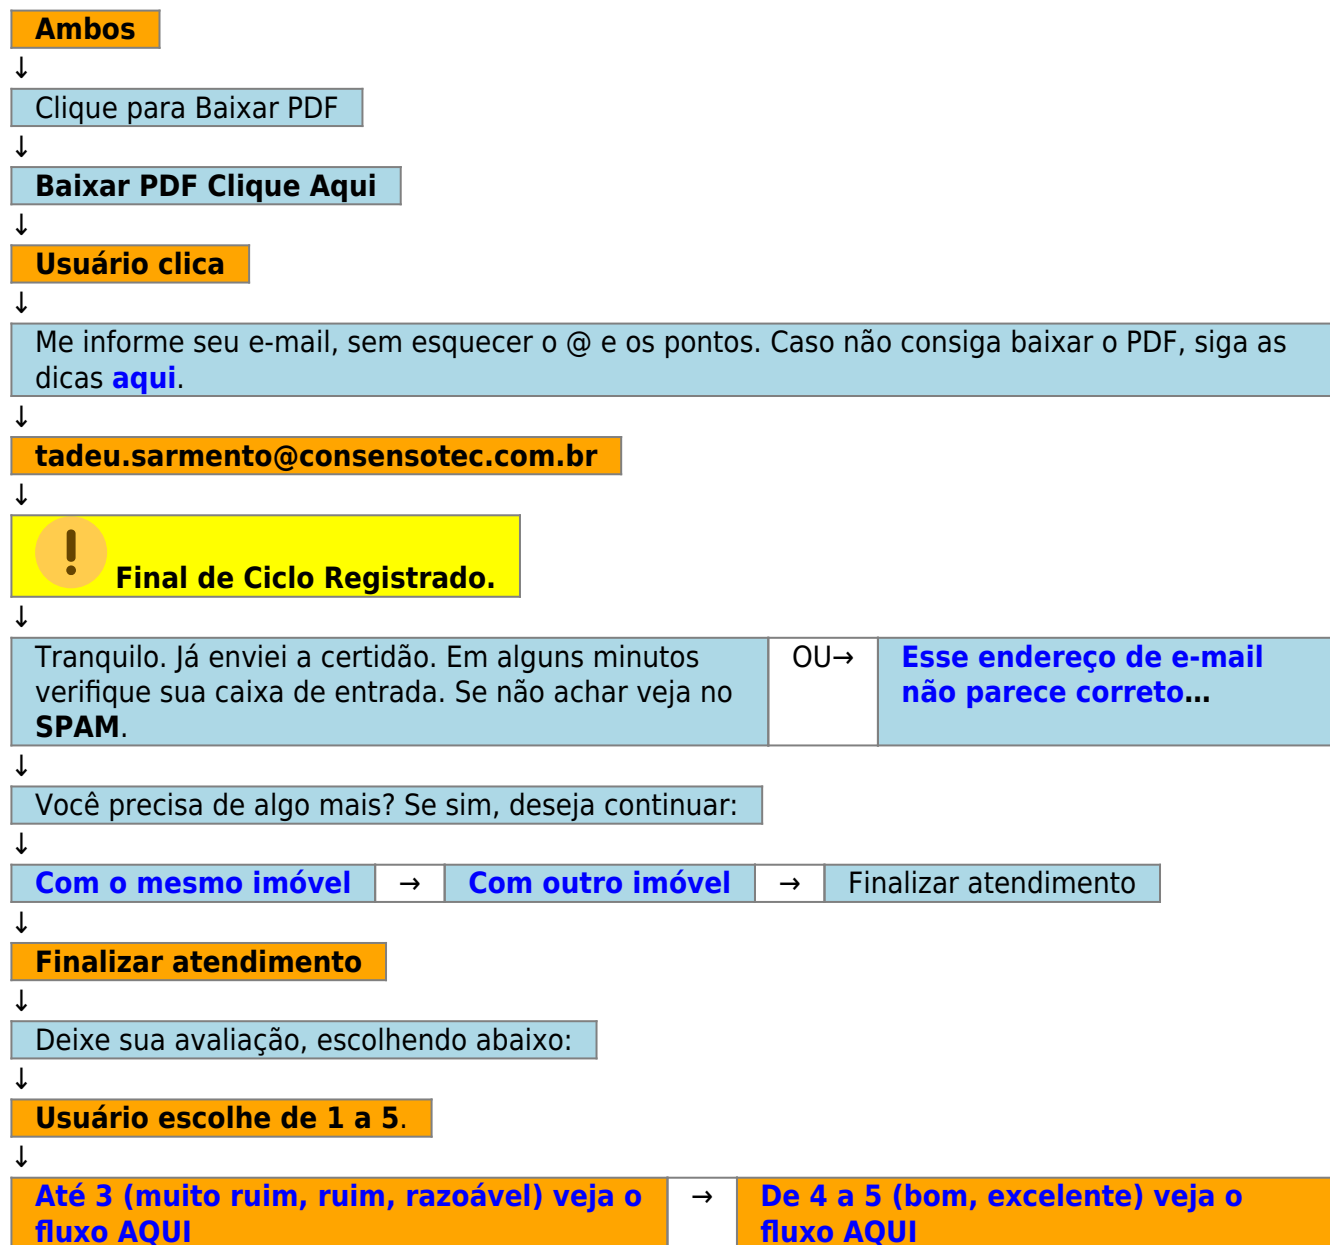 Ambos
↓
Clique para Baixar PDF
↓
Baixar PDF Clique Aqui
↓
Usuário clica
↓
Me informe seu e-mail, sem esquecer o @ e os pontos. Caso não consiga baixar o PDF, siga as
dicas aqui.
↓
tadeu.sarmento@consensotec.com.br
↓
Final de Ciclo Registrado.
↓
Tranquilo. Já enviei a certidão. Em alguns minutos
verifique sua caixa de entrada. Se não achar veja no
SPAM.
OU→
Esse endereço de e-mail
não parece correto…
↓
Você precisa de algo mais? Se sim, deseja continuar:
↓
Com o mesmo imóvel → Com outro imóvel → Finalizar atendimento
↓
Finalizar atendimento
↓
Deixe sua avaliação, escolhendo abaixo:
↓
Usuário escolhe de 1 a 5.
↓
Até 3 (muito ruim, ruim, razoável) veja o
fluxo AQUI
→
De 4 a 5 (bom, excelente) veja o
fluxo AQUI